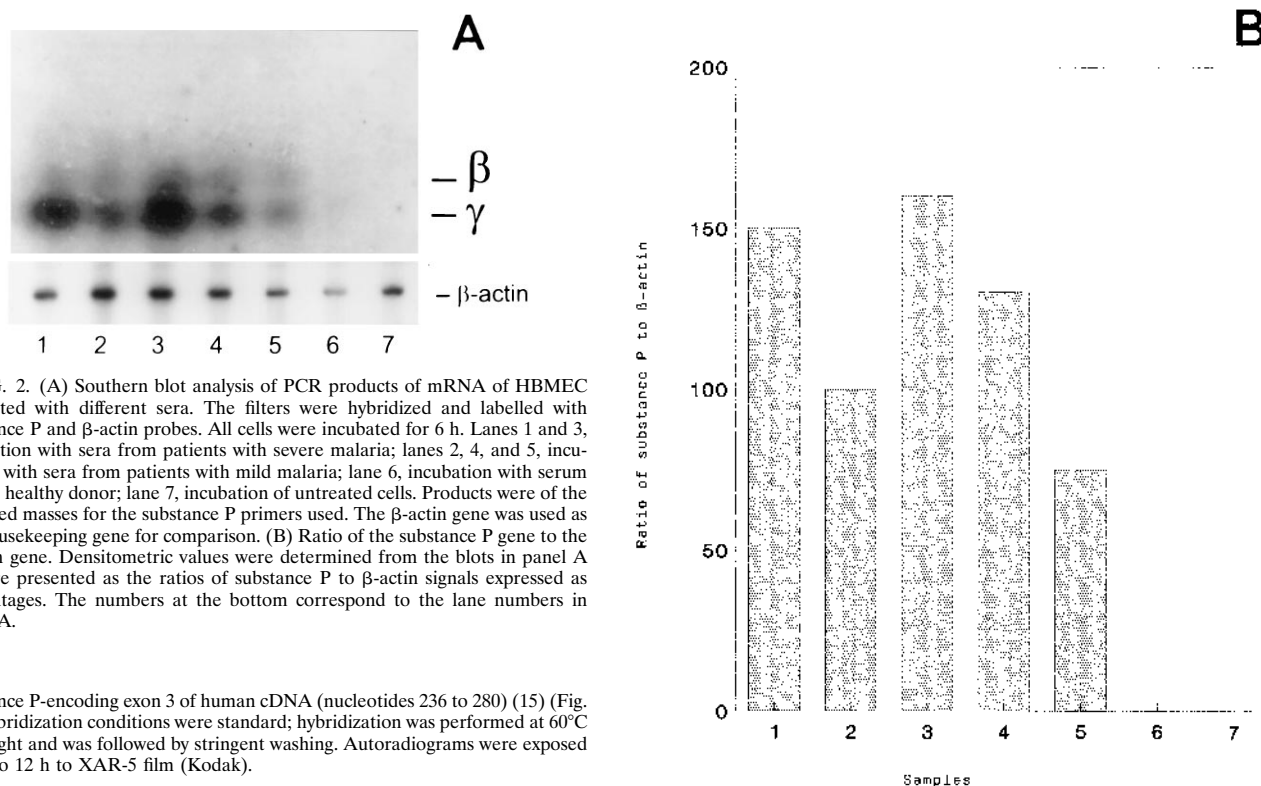 A
β
γ
β-actin
1 2 3 4 5 6 7
. 2. (A) Southern blot analysis of PCR products of mRNA of HBMEC
ted with different sera. The filters were hybridized and labelled with
nce P and β-actin probes. All cells were incubated for 6 h. Lanes 1 and 3,
tion with sera from patients with severe malaria; lanes 2, 4, and 5, incu-
with sera from patients with mild malaria; lane 6, incubation with serum
healthy donor; lane 7, incubation of untreated cells. Products were of the
ed masses for the substance P primers used. The β-actin gene was used as
usekeeping gene for comparison. (B) Ratio of the substance P gene to the
gene. Densitometric values were determined from the blots in panel A
e presented as the ratios of substance P to β-actin signals expressed as
tages. The numbers at the bottom correspond to the lane numbers in
A.
nce P-encoding exon 3 of human cDNA (nucleotides 236 to 280) (15) (Fig.
bridization conditions were standard; hybridization was performed at 60°C
ght and was followed by stringent washing. Autoradiograms were exposed
o 12 h to XAR-5 film (Kodak).
B
200
150
100
50
0
Ratio of substance P to β-actin
1 2 3 4 5 6 7
Samples